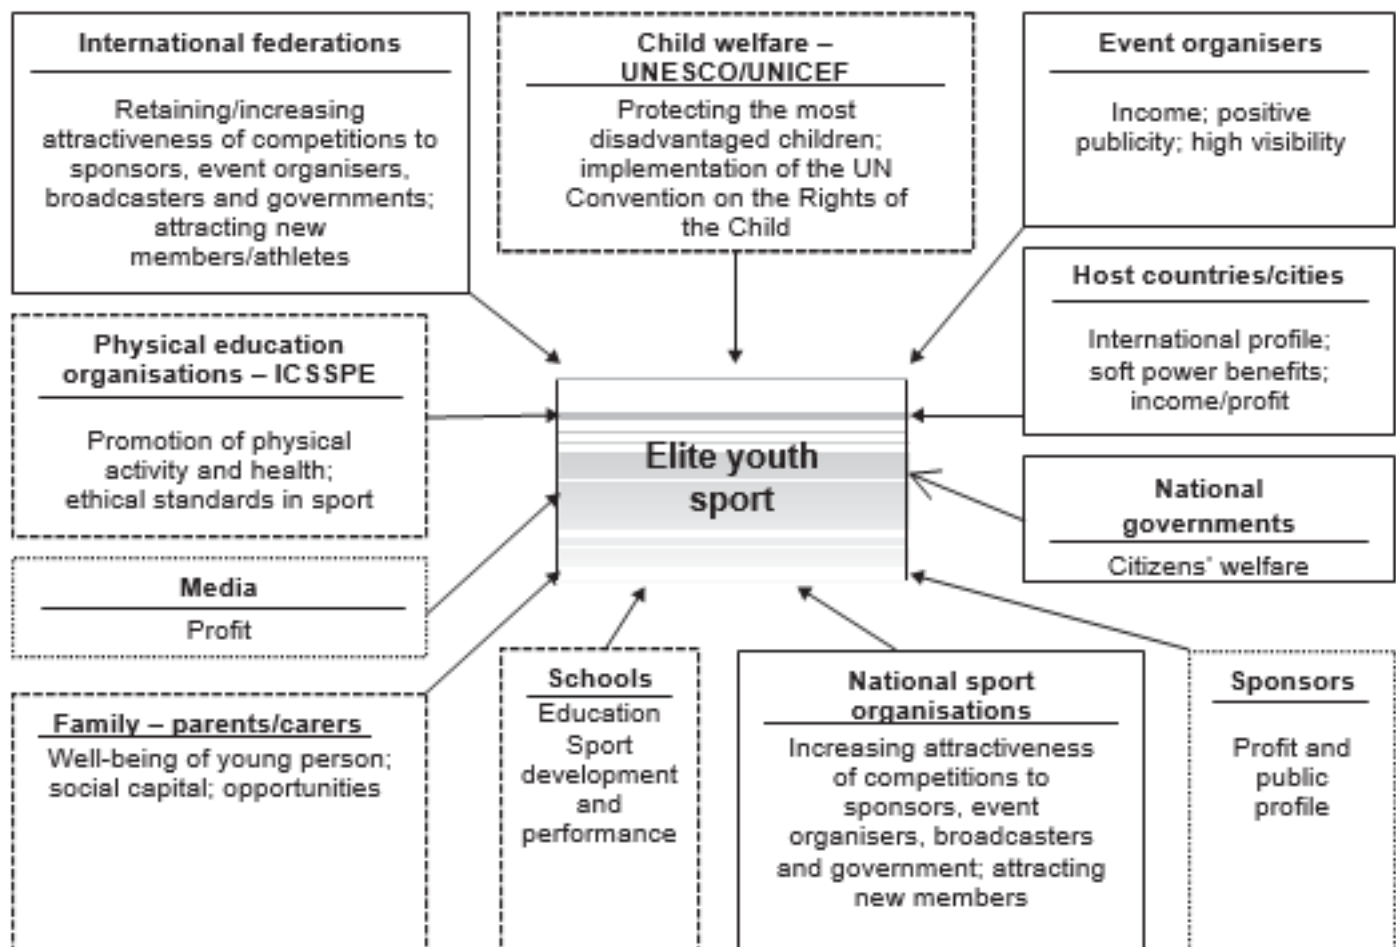 International federations
Retaining/increasing
attractiveness of competitions to
sponsors, event organisers,
broadcasters and governments;
attracting new
members/athletes
Child welfare –
UNESCO/UNICEF
Protecting the most
disadvantaged children;
implementation of the UN
Convention on the Rights of
the Child
Event organisers
Income; positive
publicity; high visibility
Physical education
organisations – ICSSPE
Promotion of physical
activity and health;
ethical standards in sport
Elite youth
sport
Host countries/cities
International profile;
soft power benefits;
income/profit
National
governments
Citizens' welfare
Media
Profit
Family – parents/carers
Well-being of young person;
social capital; opportunities
Schools
Education
Sport
development
and
performance
National sport
organisations
Increasing attractiveness
of competitions to
sponsors, event
organisers, broadcasters
and government; attracting
new members
Sponsors
Profit and
public
profile